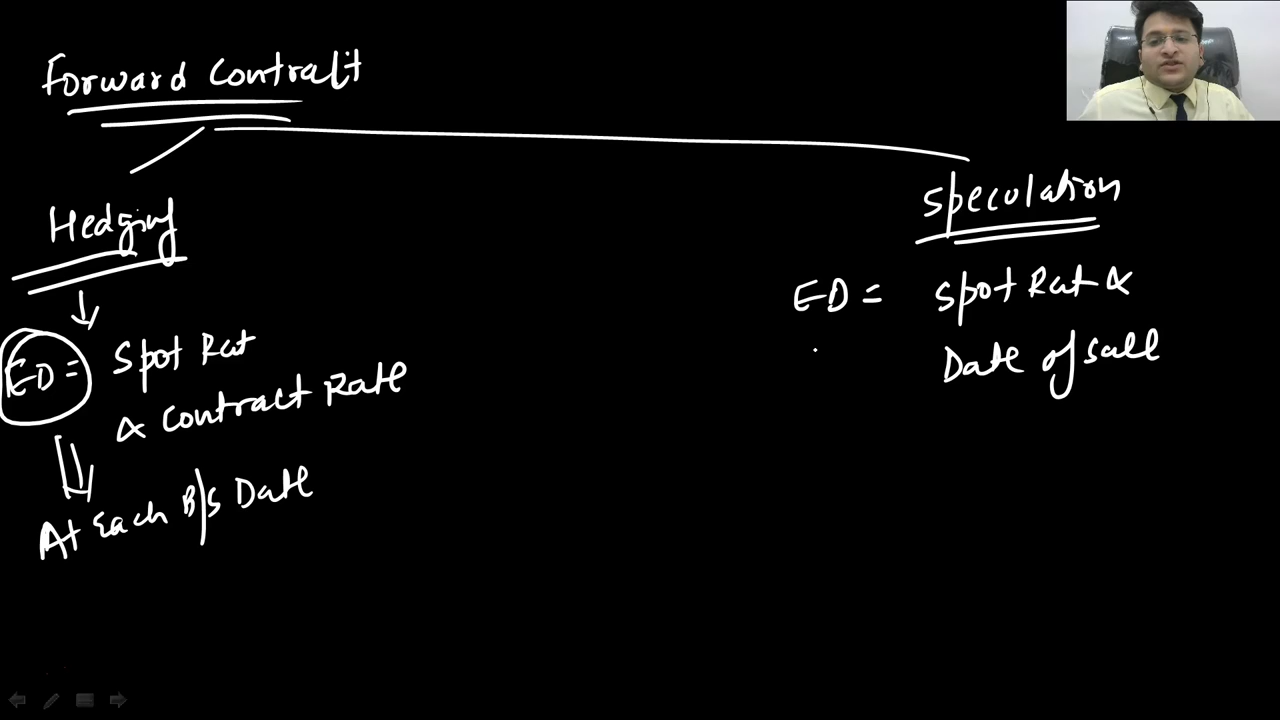 Forward Contract
Hedging
ED = Spot Rat
& Contract Rate
At Each B/S Date
Speculation
ED = Spot Rat &
Date of Sale